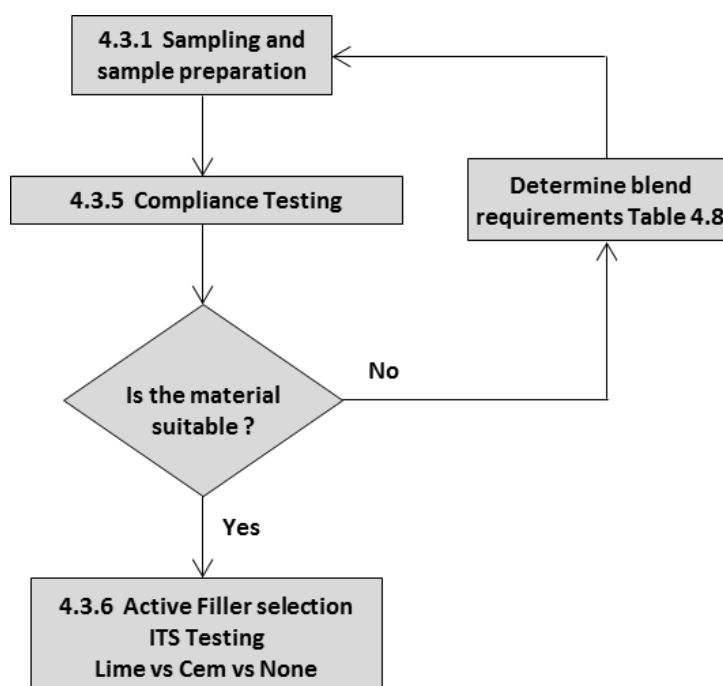 4.3.1 Sampling and
sample preparation
4.3.5 Compliance Testing
Determine blend
requirements Table 4.8
Is the material
suitable ?
No
Yes
4.3.6 Active Filler selection
ITS Testing
Lime vs Cem vs None